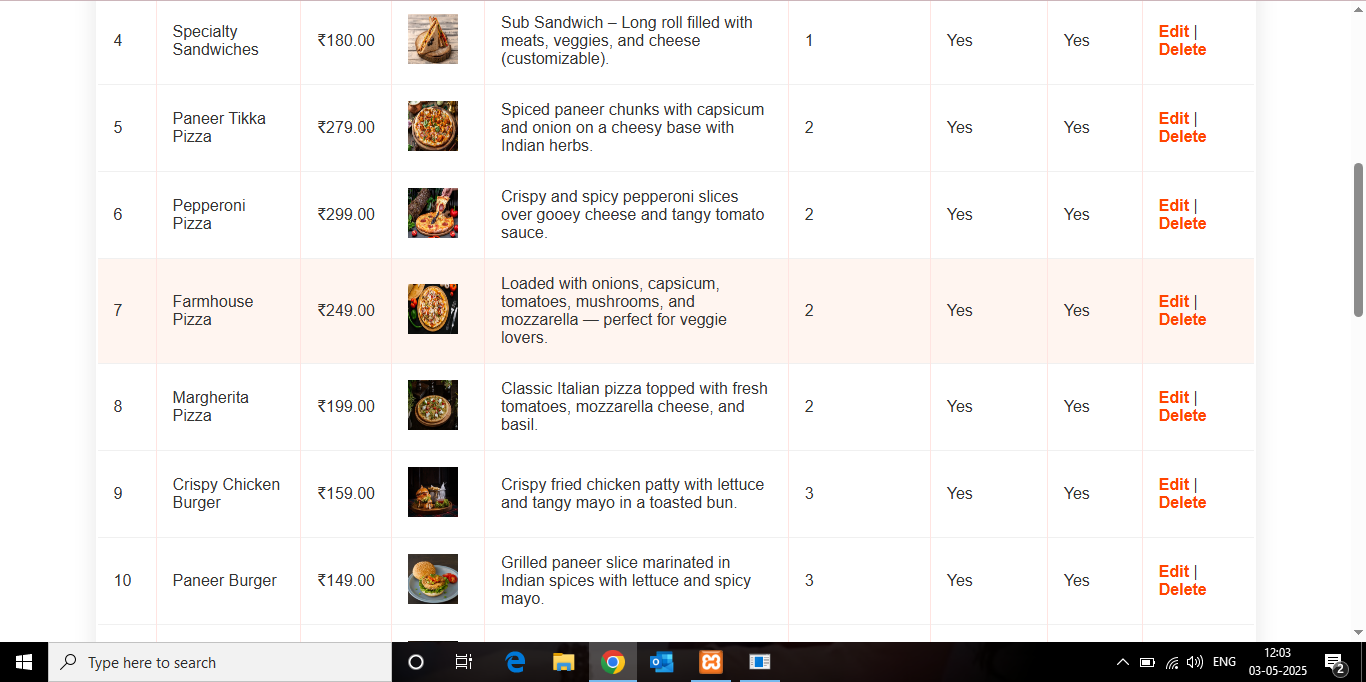 4
Specialty
Sandwiches
₹180.00
Sub Sandwich – Long roll filled with
meats, veggies, and cheese
(customizable).
1
Yes
Yes
Edit |
Delete
5
Paneer Tikka
Pizza
₹279.00
Spiced paneer chunks with capsicum
and onion on a cheesy base with
Indian herbs.
2
Yes
Yes
Edit |
Delete
6
Pepperoni
Pizza
₹299.00
Crispy and spicy pepperoni slices
over gooey cheese and tangy tomato
sauce.
2
Yes
Yes
Edit |
Delete
7
Farmhouse
Pizza
₹249.00
Loaded with onions, capsicum,
tomatoes, mushrooms, and
mozzarella — perfect for veggie
lovers.
2
Yes
Yes
Edit |
Delete
8
Margherita
Pizza
₹199.00
Classic Italian pizza topped with fresh
tomatoes, mozzarella cheese, and
basil.
2
Yes
Yes
Edit |
Delete
9
Crispy Chicken
Burger
₹159.00
Crispy fried chicken patty with lettuce
and tangy mayo in a toasted bun.
3
Yes
Yes
Edit |
Delete
10
Paneer Burger
₹149.00
Grilled paneer slice marinated in
Indian spices with lettuce and spicy
mayo.
3
Yes
Yes
Edit |
Delete
Type here to search
ENG
12:03
03-05-2025
2